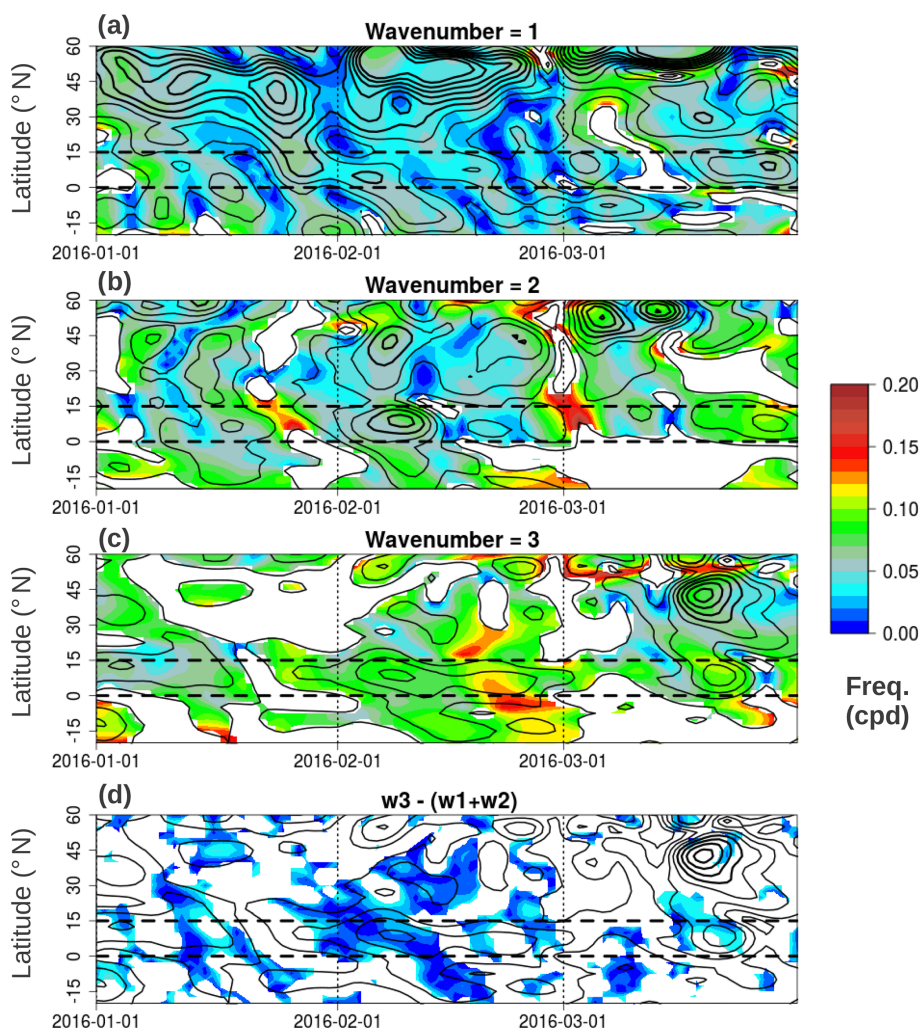 (a)
Wavenumber = 1
Latitude (°N)
60
45
30
15
0
-15
2016-01-01 2016-02-01 2016-03-01
(b)
Wavenumber = 2
Latitude (°N)
60
45
30
15
0
-15
2016-01-01 2016-02-01 2016-03-01
(c)
Wavenumber = 3
Latitude (°N)
60
45
30
15
0
-15
2016-01-01 2016-02-01 2016-03-01
(d)
w3 - (w1+w2)
Latitude (°N)
60
45
30
15
0
-15
2016-01-01 2016-02-01 2016-03-01
0.20
0.15
0.10
0.05
0.00
Freq.
(cpd)